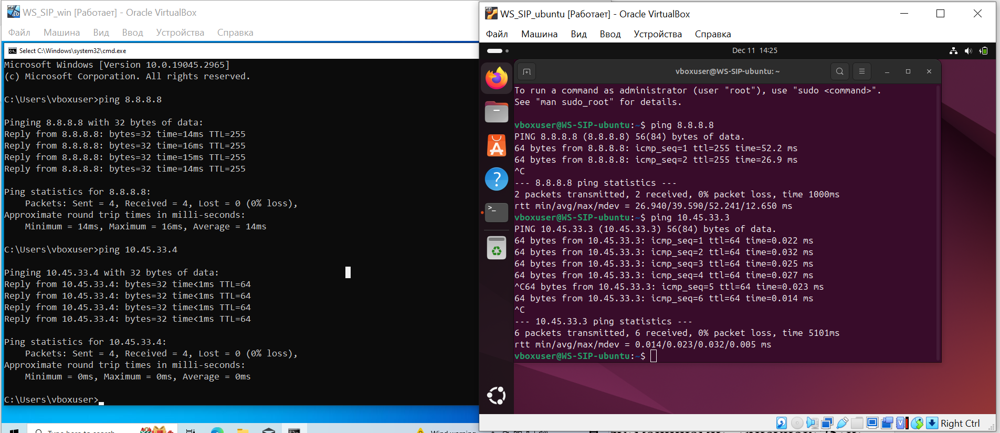 WS_SIP_win [Работает] - Oracle VirtualBox
Файл Машина Вид Ввод Устройства Справка
Select C:\Windows\system32\cmd.exe
Microsoft Windows [Version 10.0.19045.2965]
(c) Microsoft Corporation. All rights reserved.
C:\Users\vboxuser>ping 8.8.8.8
Pinging 8.8.8.8 with 32 bytes of data:
Reply from 8.8.8.8: bytes=32 time=14ms TTL=255
Reply from 8.8.8.8: bytes=32 time=16ms TTL=255
Reply from 8.8.8.8: bytes=32 time=15ms TTL=255
Reply from 8.8.8.8: bytes=32 time=14ms TTL=255
Ping statistics for 8.8.8.8:
Packets: Sent = 4, Received = 4, Lost = 0 (0% loss),
Approximate round trip times in milli-seconds:
Minimum = 14ms, Maximum = 16ms, Average = 14ms
C:\Users\vboxuser>ping 10.45.33.4
Pinging 10.45.33.4 with 32 bytes of data:
Reply from 10.45.33.4: bytes=32 time<1ms TTL=64
Reply from 10.45.33.4: bytes=32 time<1ms TTL=64
Reply from 10.45.33.4: bytes=32 time<1ms TTL=64
Reply from 10.45.33.4: bytes=32 time<1ms TTL=64
Ping statistics for 10.45.33.4:
Packets: Sent = 4, Received = 4, Lost = 0 (0% loss),
Approximate round trip times in milli-seconds:
Minimum = 0ms, Maximum = 0ms, Average = 0ms
C:\Users\vboxuser>
Type here to search
Wind warning
WS_SIP_ubuntu [Работает] - Oracle VirtualBox
Файл Машина Вид Ввод Устройства Справка
Dec 11 14:25
vboxuser@WS-SIP-ubuntu: ~
To run a command as administrator (user "root"), use "sudo <command>".
See "man sudo_root" for details.
vboxuser@WS-SIP-ubuntu:~$ ping 8.8.8.8
PING 8.8.8.8 (8.8.8.8) 56(84) bytes of data.
64 bytes from 8.8.8.8: icmp_seq=1 ttl=255 time=52.2 ms
64 bytes from 8.8.8.8: icmp_seq=2 ttl=255 time=26.9 ms
^C
--- 8.8.8.8 ping statistics ---
2 packets transmitted, 2 received, 0% packet loss, time 1000ms
rtt min/avg/max/mdev = 26.940/39.590/52.241/12.650 ms
vboxuser@WS-SIP-ubuntu:~$ ping 10.45.33.3
PING 10.45.33.3 (10.45.33.3) 56(84) bytes of data.
64 bytes from 10.45.33.3: icmp_seq=1 ttl=64 time=0.022 ms
64 bytes from 10.45.33.3: icmp_seq=2 ttl=64 time=0.032 ms
64 bytes from 10.45.33.3: icmp_seq=3 ttl=64 time=0.025 ms
64 bytes from 10.45.33.3: icmp_seq=4 ttl=64 time=0.027 ms
^C64 bytes from 10.45.33.3: icmp_seq=5 ttl=64 time=0.023 ms
64 bytes from 10.45.33.3: icmp_seq=6 ttl=64 time=0.014 ms
^C
--- 10.45.33.3 ping statistics ---
6 packets transmitted, 6 received, 0% packet loss, time 5101ms
rtt min/avg/max/mdev = 0.014/0.023/0.032/0.005 ms
vboxuser@WS-SIP-ubuntu:~$
Right Ctrl